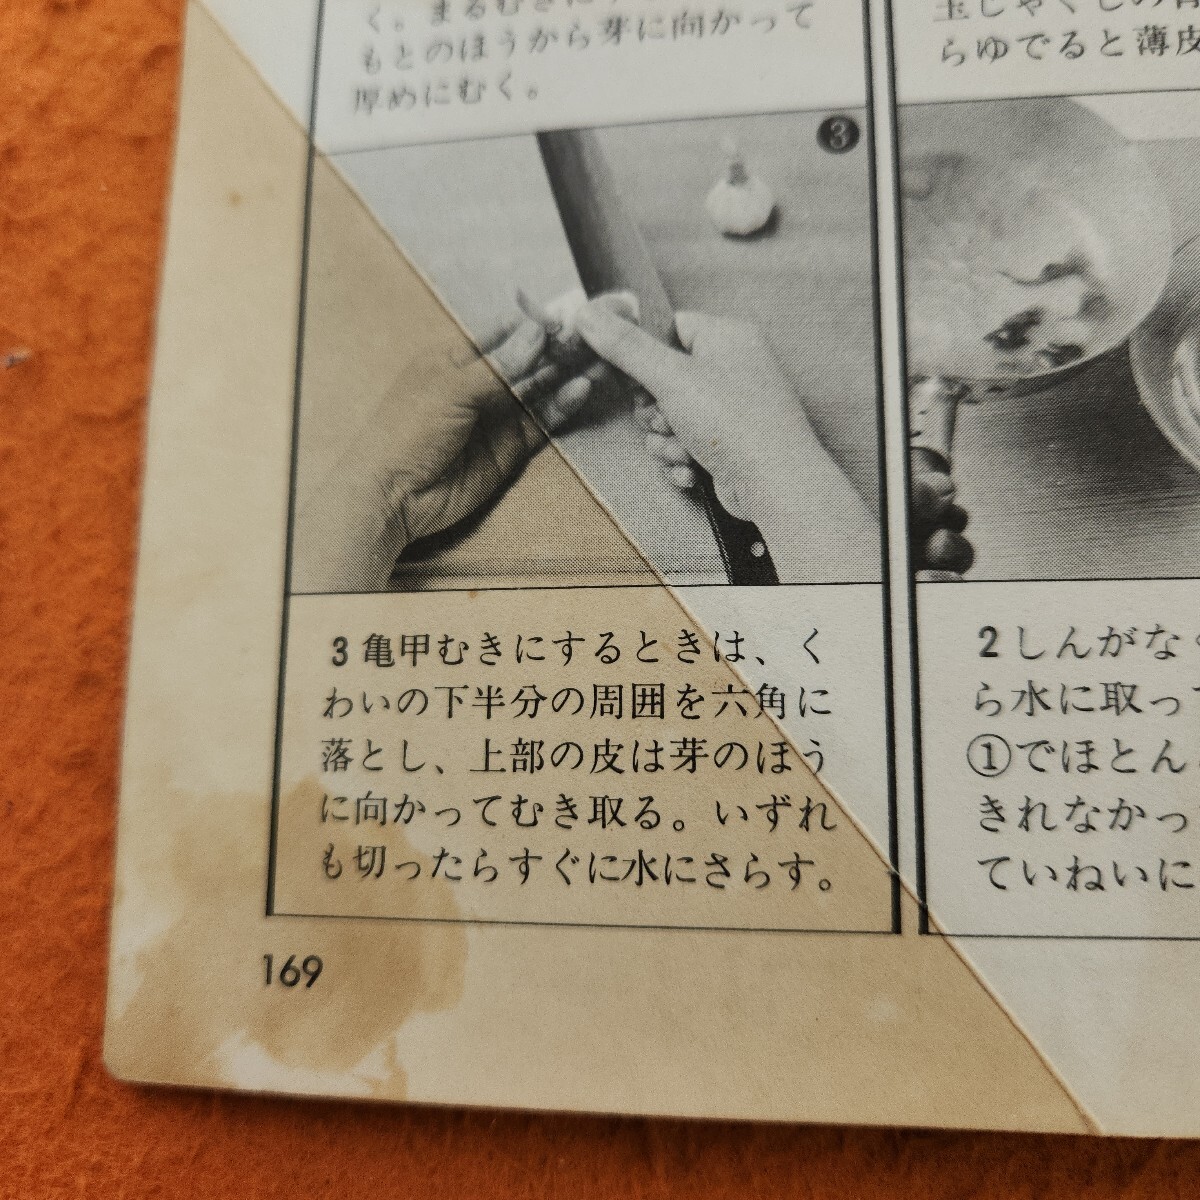 く。まるむきに
もとのほうから芽に向かって
厚めにむく。
3
3 亀甲むきにするときは、く
わいの下半分の周囲を六角に
落とし、上部の皮は芽のほう
に向かってむき取る。いずれ
も切ったらすぐに水にさらす。
169
玉じゃくしの背
らゆでると薄皮
2 しんがな
ら水に取っ
①でほとん
きれなかっ
ていねいに